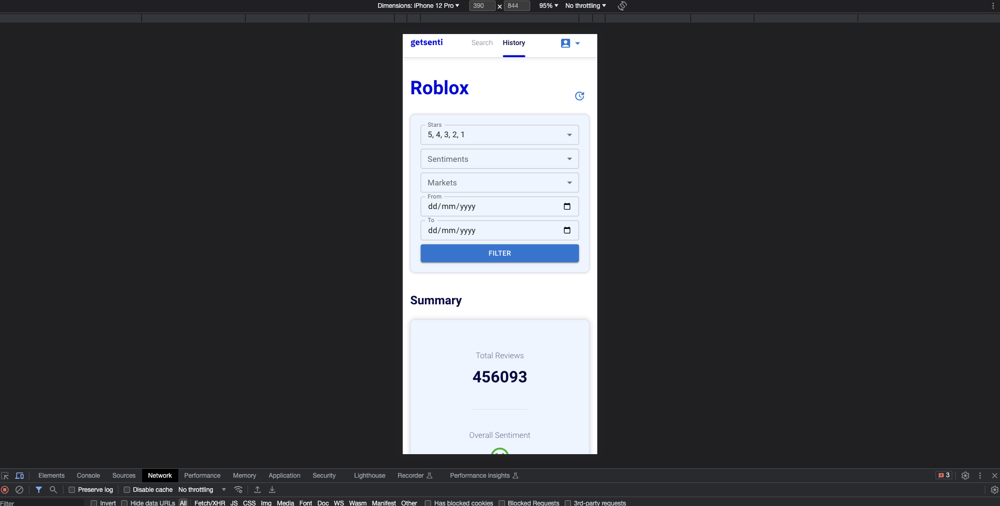 Dimensions: iPhone 12 Pro 390 × 844 95% No throttling
getsenti Search History
Roblox
Stars
5, 4, 3, 2, 1
Sentiments
Markets
From
dd/mm/yyyy
To
dd/mm/yyyy
FILTER
Summary
Total Reviews
456093
Overall Sentiment
Elements Console Sources Network Performance Memory Application Security Lighthouse Recorder Performance insights 3
Preserve log Disable cache No throttling
Filter Invert Hide data URLs All Fetch/XHR JS CSS Img Media Font Doc WS Wasm Manifest Other Has blocked cookies Blocked Requests 3rd-party requests